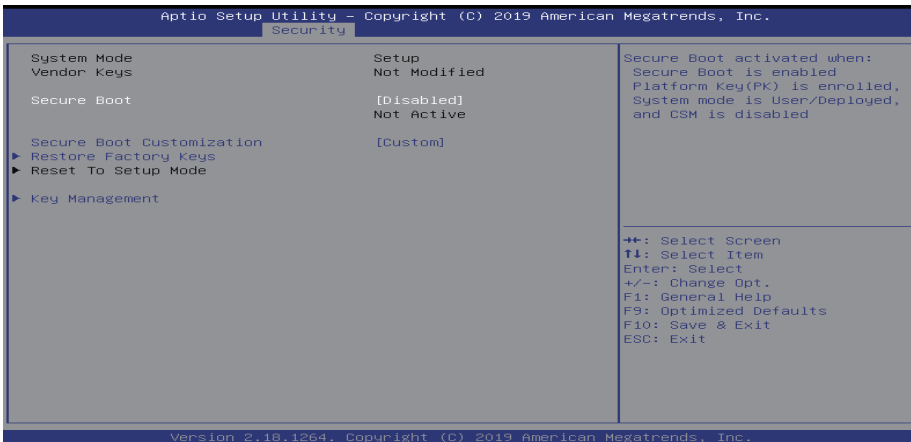 Aptio Setup Utility – Copyright (C) 2019 American Megatrends, Inc.
Security
System Mode Setup
Vendor Keys Not Modified
Secure Boot [Disabled]
Not Active
Secure Boot Customization [Custom]
Restore Factory Keys
Reset To Setup Mode
Key Management
Secure Boot activated when:
Secure Boot is enabled
Platform Key(PK) is enrolled,
System mode is User/Deployed,
and CSM is disabled
→←: Select Screen
↑↓: Select Item
Enter: Select
+/-: Change Opt.
F1: General Help
F9: Optimized Defaults
F10: Save & Exit
ESC: Exit
Version 2.18.1264. Copyright (C) 2019 American Megatrends, Inc.